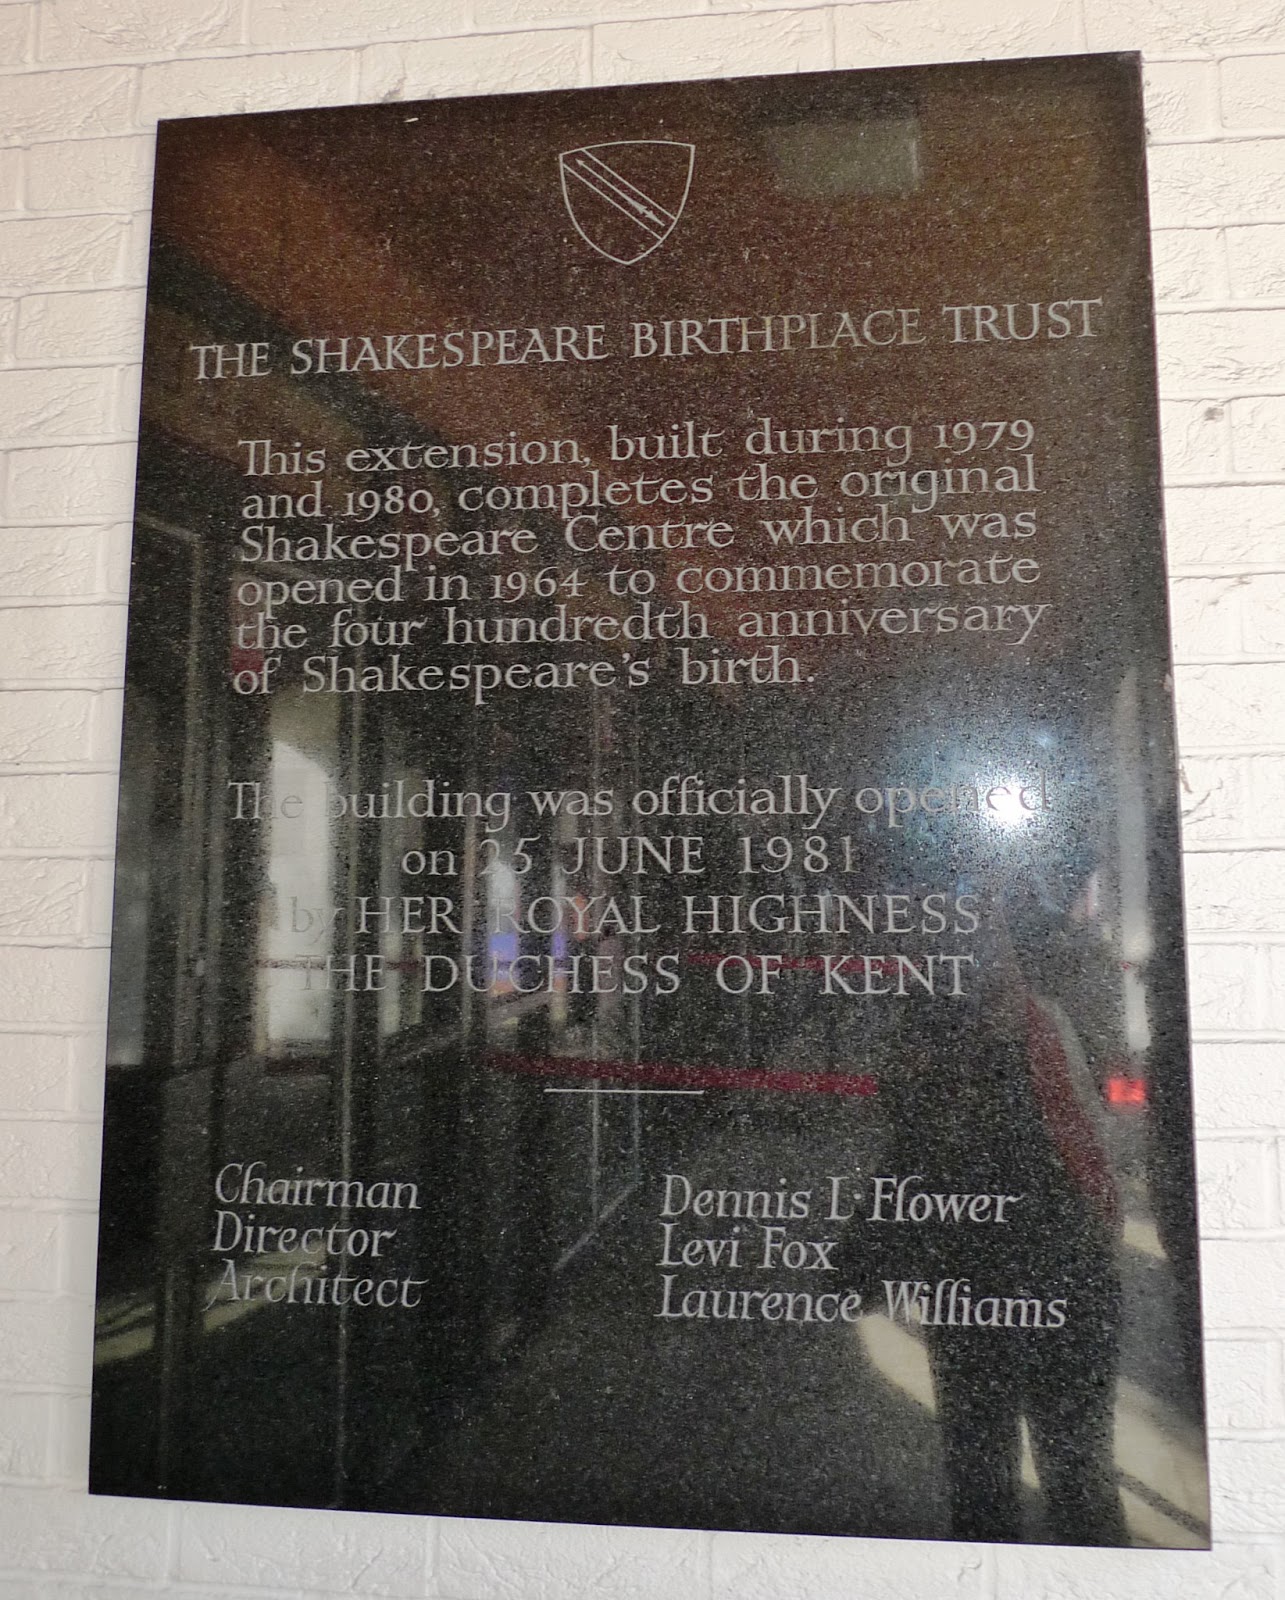 THE SHAKESPEARE BIRTHPLACE TRUST
This extension, built during 1979
and 1980, completes the original
Shakespeare Centre which was
opened in 1964 to commemorate
the four hundredth anniversary
of Shakespeare's birth.
The building was officially opened
on 25 JUNE 1981
by HER ROYAL HIGHNESS
THE DUCHESS OF KENT
Chairman Dennis L. Flower
Director Levi Fox
Architect Laurence Williams